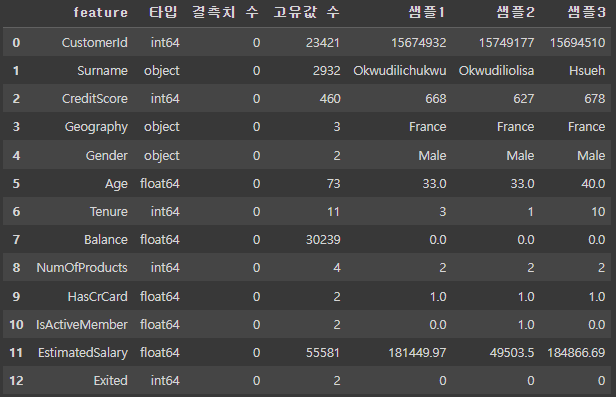 feature 타입 결측치 수 고유값 수 샘플1 샘플2 샘플3
0 CustomerId int64 0 23421 15674932 15749177 15694510
1 Surname object 0 2932 Okwudilichukwu Okwudiliolisa Hsueh
2 CreditScore int64 0 460 668 627 678
3 Geography object 0 3 France France France
4 Gender object 0 2 Male Male Male
5 Age float64 0 73 33.0 33.0 40.0
6 Tenure int64 0 11 3 1 10
7 Balance float64 0 30239 0.0 0.0 0.0
8 NumOfProducts int64 0 4 2 2 2
9 HasCrCard float64 0 2 1.0 1.0 1.0
10 IsActiveMember float64 0 2 0.0 1.0 0.0
11 EstimatedSalary float64 0 55581 181449.97 49503.5 184866.69
12 Exited int64 0 2 0 0 0